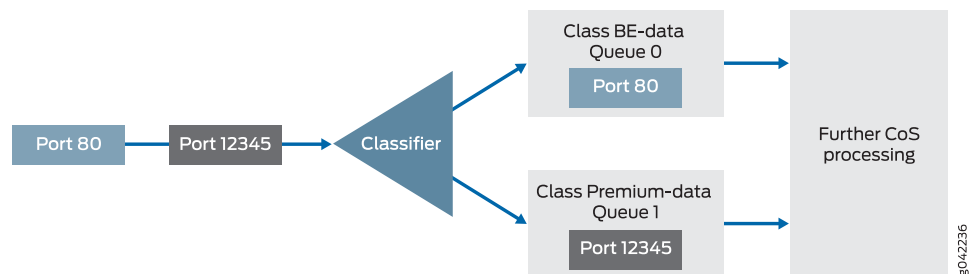 Port 80
Port 12345
Classifier
Class BE-data
Queue 0
Port 80
Class Premium-data
Queue 1
Port 12345
Further CoS
processing
g042236